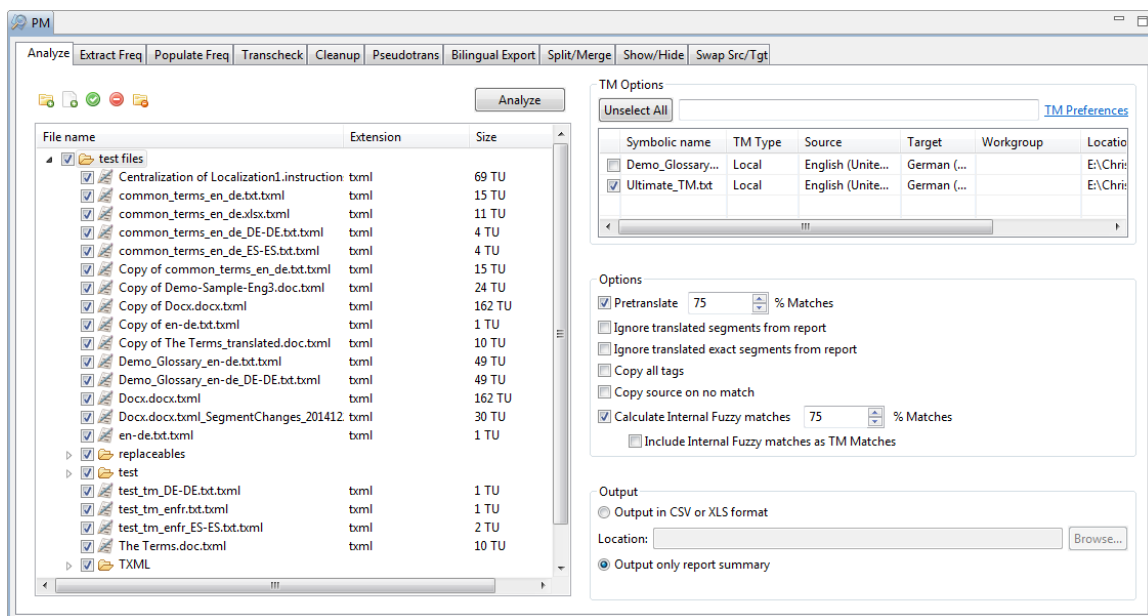 PM
Analyze Extract Freq Populate Freq Transcheck Cleanup Pseudotrans Bilingual Export Split/Merge Show/Hide Swap Src/Tgt
Analyze
File name Extension Size
test files
Centralization of Localization1.instruction txml 69 TU
common_terms_en_de.txt.txml txml 15 TU
common_terms_en_de.xlsx.txml txml 11 TU
common_terms_en_de_DE-DE.txt.txml txml 4 TU
common_terms_en_de_ES-ES.txt.txml txml 4 TU
Copy of common_terms_en_de.txt.txml txml 15 TU
Copy of Demo-Sample-Eng3.doc.txml txml 24 TU
Copy of Docx.docx.txml txml 162 TU
Copy of en-de.txt.txml txml 1 TU
Copy of The Terms_translated.doc.txml txml 10 TU
Demo_Glossary_en-de.txt.txml txml 49 TU
Demo_Glossary_en-de_DE-DE.txt.txml txml 49 TU
Docx.docx.txml txml 162 TU
Docx.docx.txml_SegmentChanges_201412 txml 30 TU
en-de.txt.txml txml 1 TU
replaceables
test
test_tm_DE-DE.txt.txml txml 1 TU
test_tm_enfr.txt.txml txml 1 TU
test_tm_enfr_ES-ES.txt.txml txml 2 TU
The Terms.doc.txml txml 10 TU
TXML
TM Options
Unselect All TM Preferences
Symbolic name TM Type Source Target Workgroup Locatio
Demo_Glossary... Local English (Unite... German (... E:\Chris
Ultimate_TM.txt Local English (Unite... German (... E:\Chris
Options
Pretranslate 75 % Matches
Ignore translated segments from report
Ignore translated exact segments from report
Copy all tags
Copy source on no match
Calculate Internal Fuzzy matches 75 % Matches
Include Internal Fuzzy matches as TM Matches
Output
Output in CSV or XLS format
Location: Browse...
Output only report summary